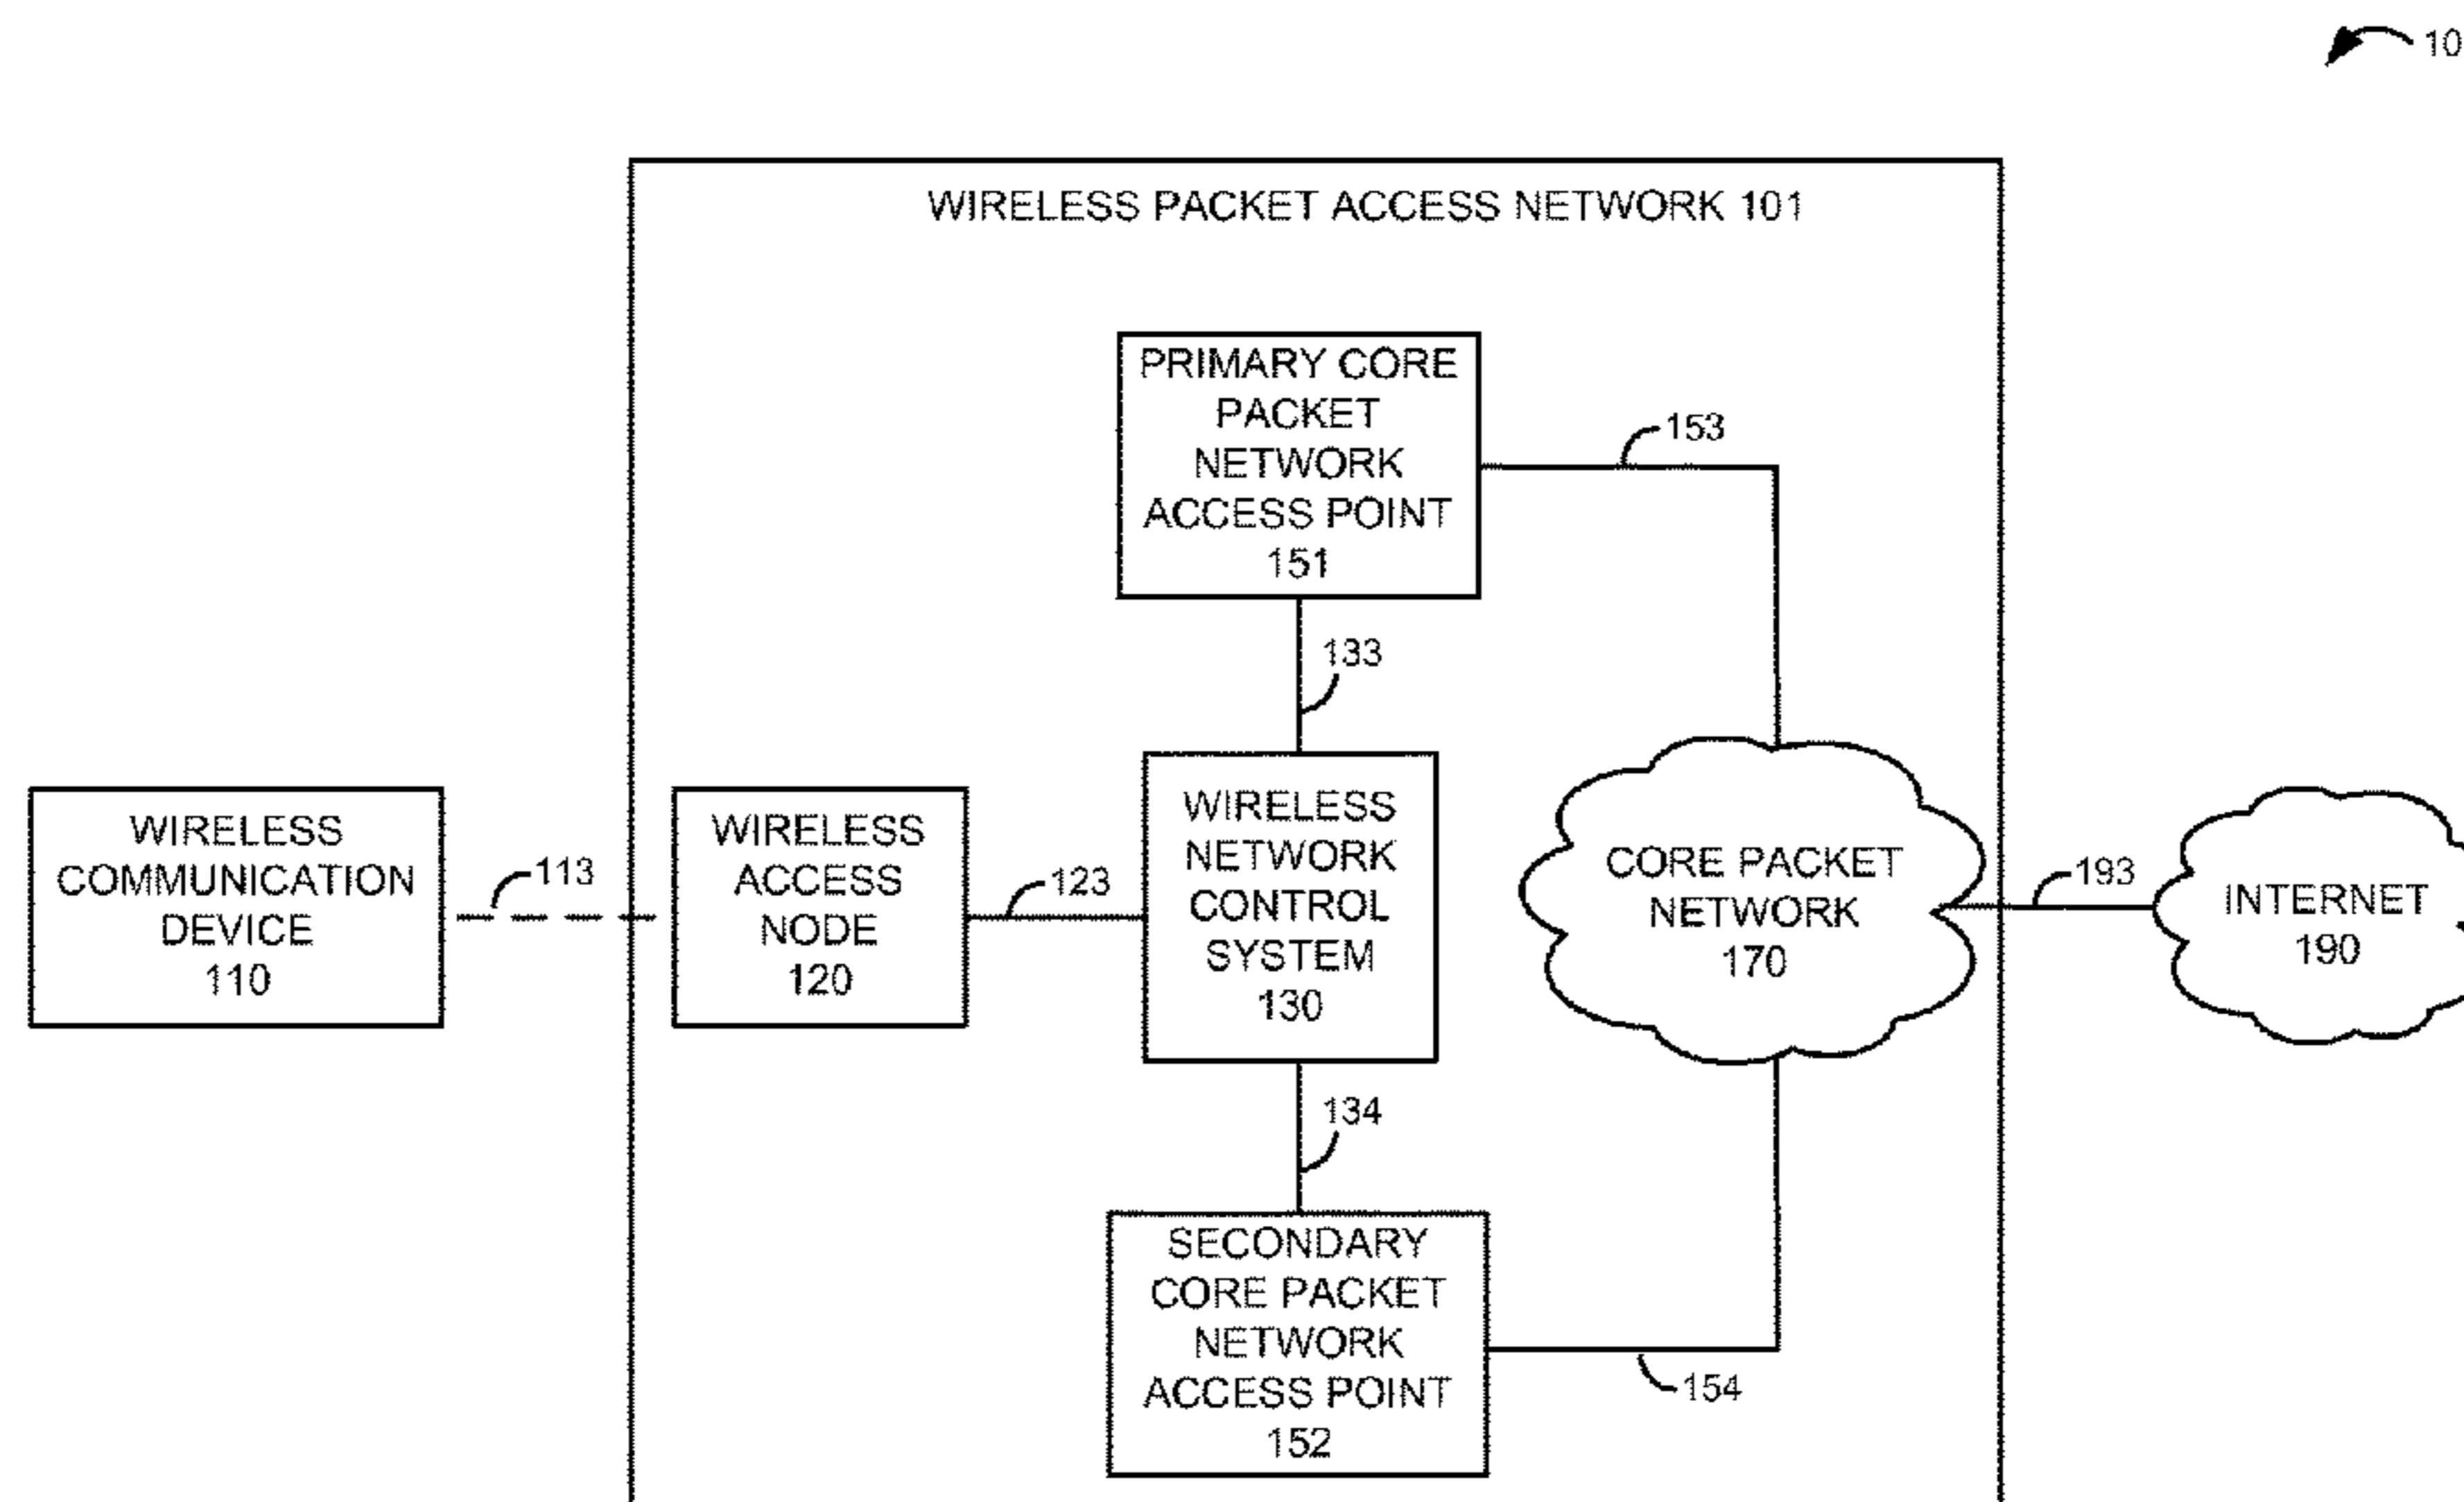 10
WIRELESS PACKET ACCESS NETWORK 101
PRIMARY CORE
PACKET
NETWORK
ACCESS POINT
151
153
133
WIRELESS
COMMUNICATION
DEVICE
110
113
WIRELESS
ACCESS
NODE
120
123
WIRELESS
NETWORK
CONTROL
SYSTEM
130
CORE PACKET
NETWORK
170
193
INTERNET
190
134
SECONDARY
CORE PACKET
NETWORK
ACCESS POINT
152
154